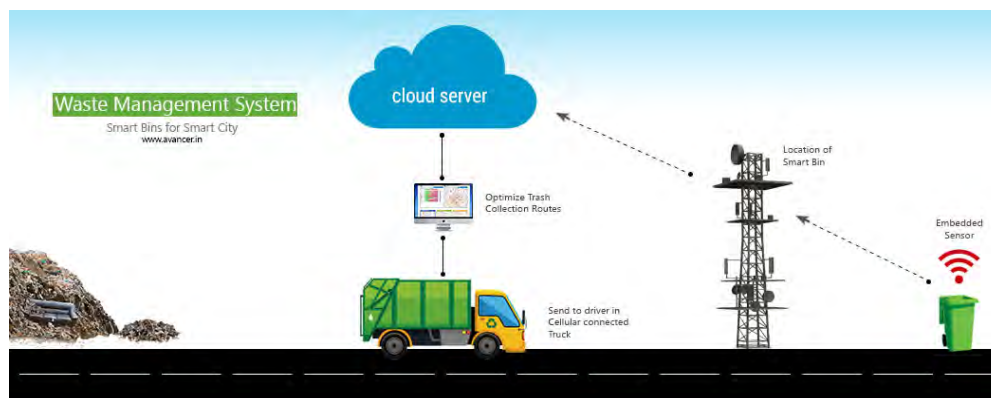 Waste Management System
Smart Bins for Smart City
www.avancer.in
cloud server
Location of
Smart Bin
Optimize Trash
Collection Routes
Embedded
Sensor
Send to driver in
Cellular connected
Truck